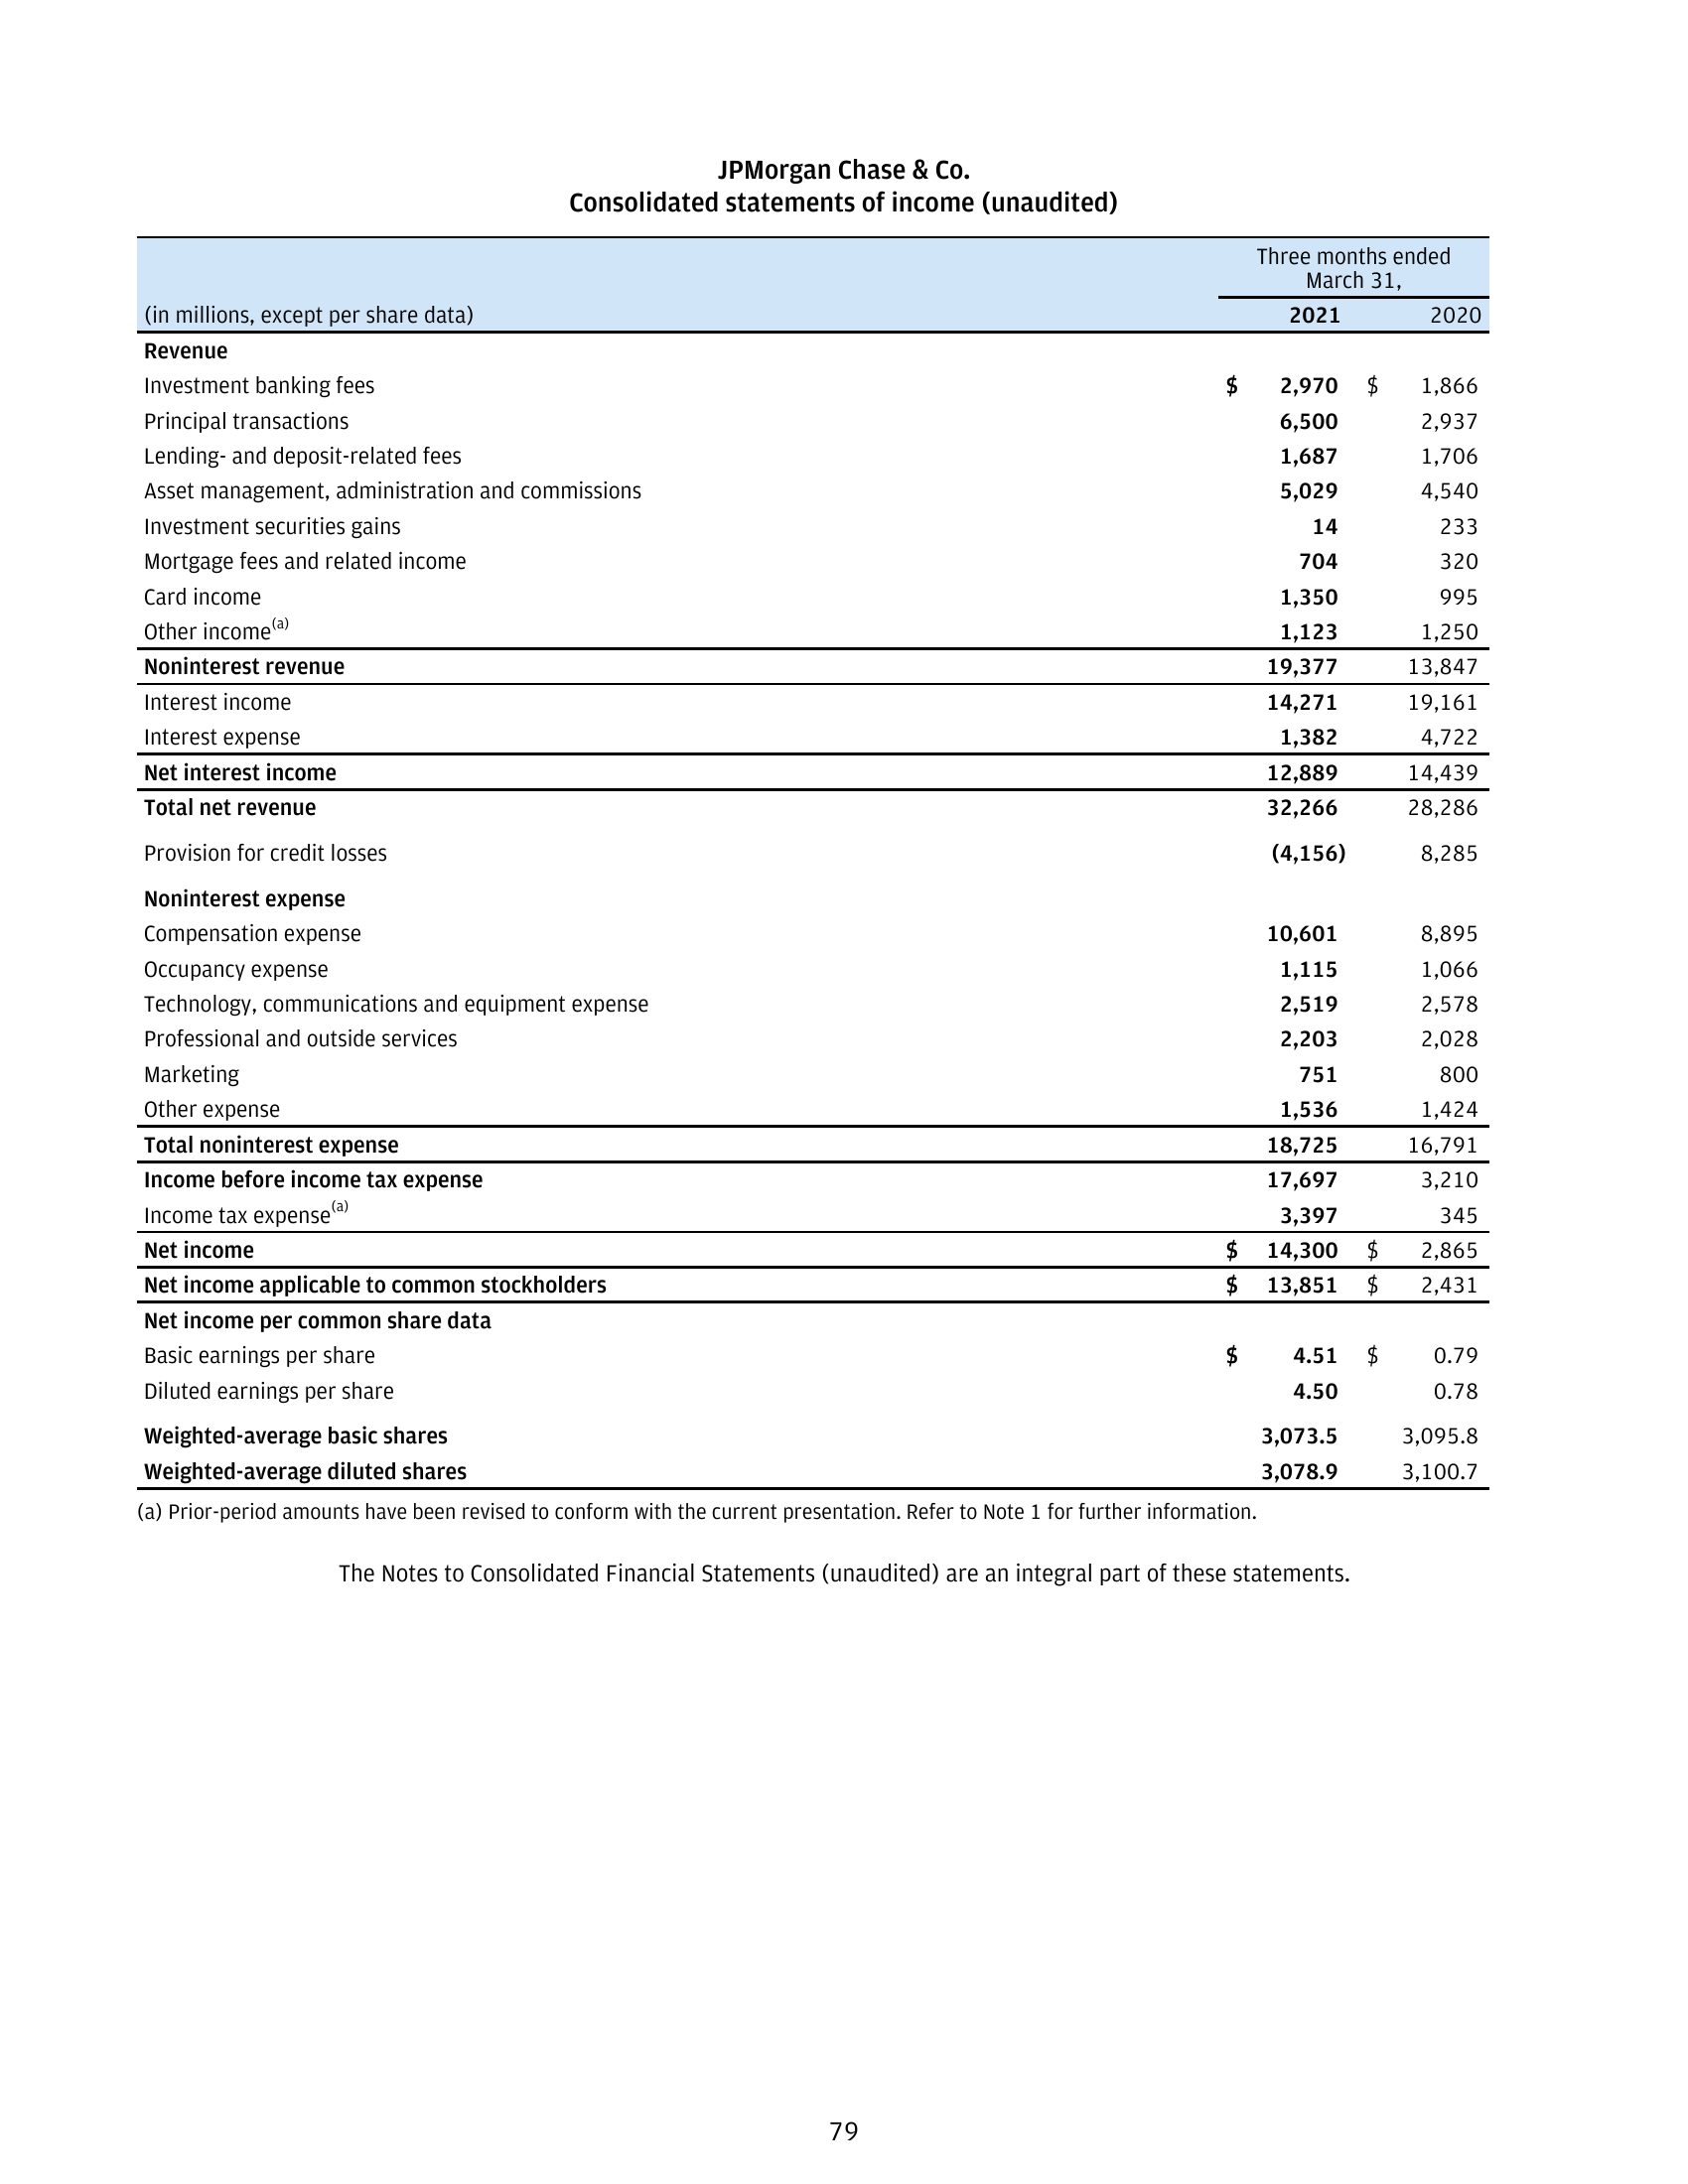 JPMorgan Chase & Co.
Consolidated statements of income (unaudited)
Three months ended
March 31,
(in millions, except per share data) 2021 2020
Revenue
Investment banking fees $ 2,970 $ 1,866
Principal transactions 6,500 2,937
Lending- and deposit-related fees 1,687 1,706
Asset management, administration and commissions 5,029 4,540
Investment securities gains 14 233
Mortgage fees and related income 704 320
Card income 1,350 995
Other income(a) 1,123 1,250
Noninterest revenue 19,377 13,847
Interest income 14,271 19,161
Interest expense 1,382 4,722
Net interest income 12,889 14,439
Total net revenue 32,266 28,286
Provision for credit losses (4,156) 8,285
Noninterest expense
Compensation expense 10,601 8,895
Occupancy expense 1,115 1,066
Technology, communications and equipment expense 2,519 2,578
Professional and outside services 2,203 2,028
Marketing 751 800
Other expense 1,536 1,424
Total noninterest expense 18,725 16,791
Income before income tax expense 17,697 3,210
Income tax expense(a) 3,397 345
Net income $ 14,300 $ 2,865
Net income applicable to common stockholders $ 13,851 $ 2,431
Net income per common share data
Basic earnings per share $ 4.51 $ 0.79
Diluted earnings per share 4.50 0.78
Weighted-average basic shares 3,073.5 3,095.8
Weighted-average diluted shares 3,078.9 3,100.7
(a) Prior-period amounts have been revised to conform with the current presentation. Refer to Note 1 for further information.
The Notes to Consolidated Financial Statements (unaudited) are an integral part of these statements.
79